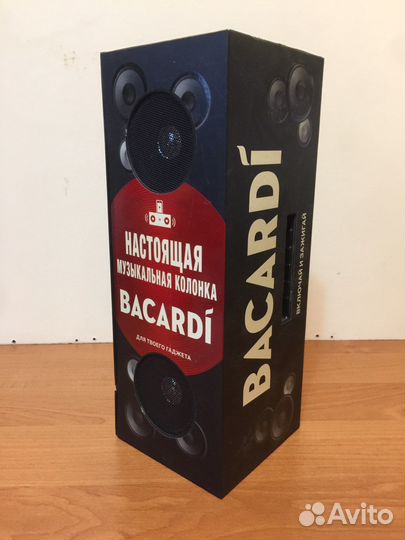 НАСТОЯЩАЯ
МУЗЫКАЛЬНАЯ КОЛОНКА
BACARDÍ
ДЛЯ ТВОЕГО ГАДЖЕТА
BACARDÍ
ВКЛЮЧАЙ И ЗАЖИГАЙ
Avito